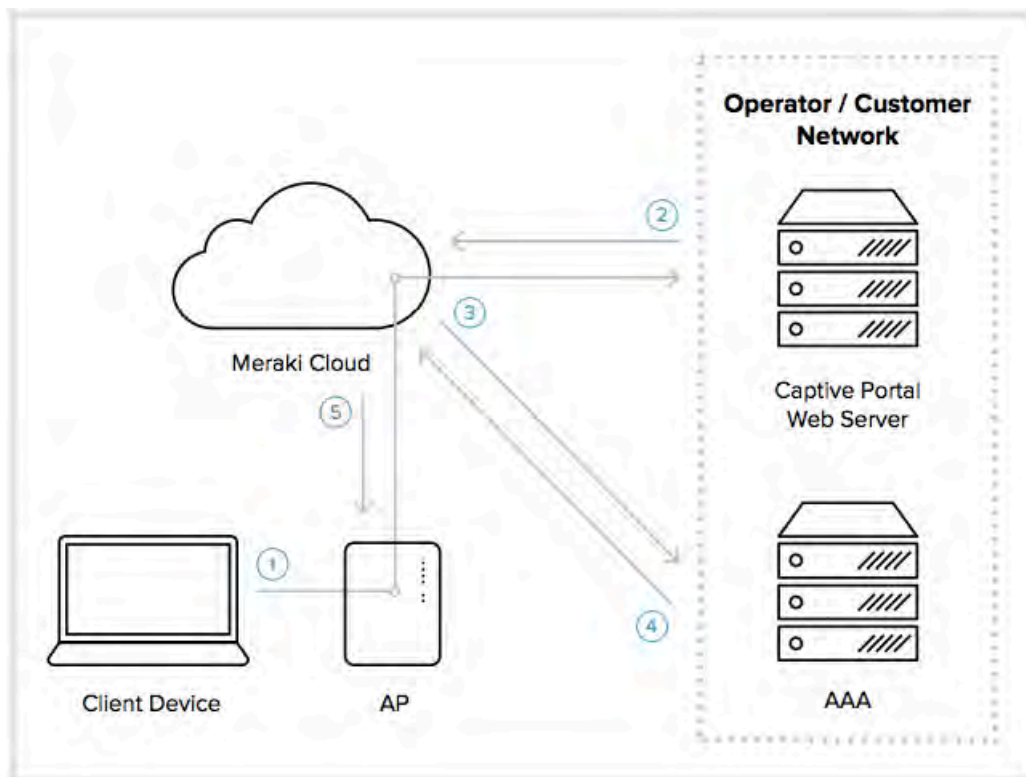 Operator / Customer
Network
2
3
Meraki Cloud
Captive Portal
Web Server
5
1
4
Client Device
AP
AAA